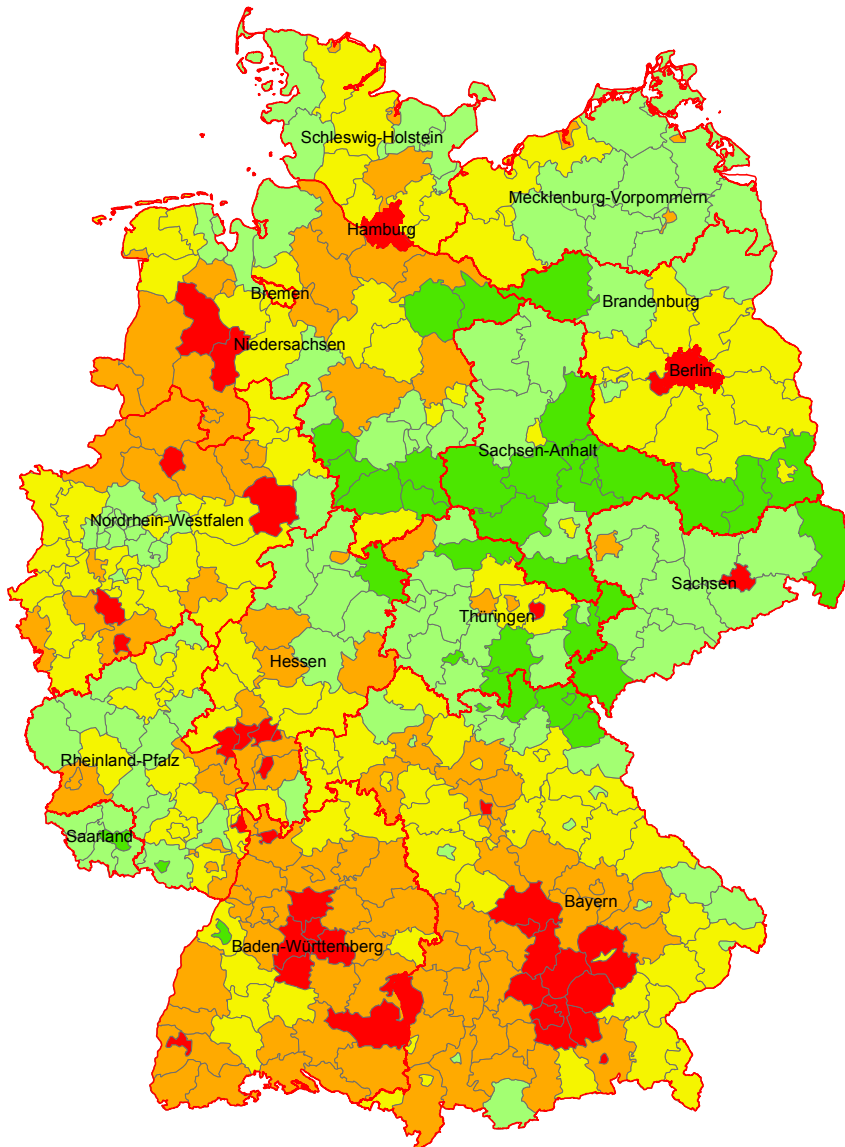 Schleswig-Holstein
Mecklenburg-Vorpommern
Hamburg
Bremen
Brandenburg
Niedersachsen
Berlin
Sachsen-Anhalt
Nordrhein-Westfalen
Sachsen
Thüringen
Hessen
Rheinland-Pfalz
Saarland
Bayern
Baden-Württemberg